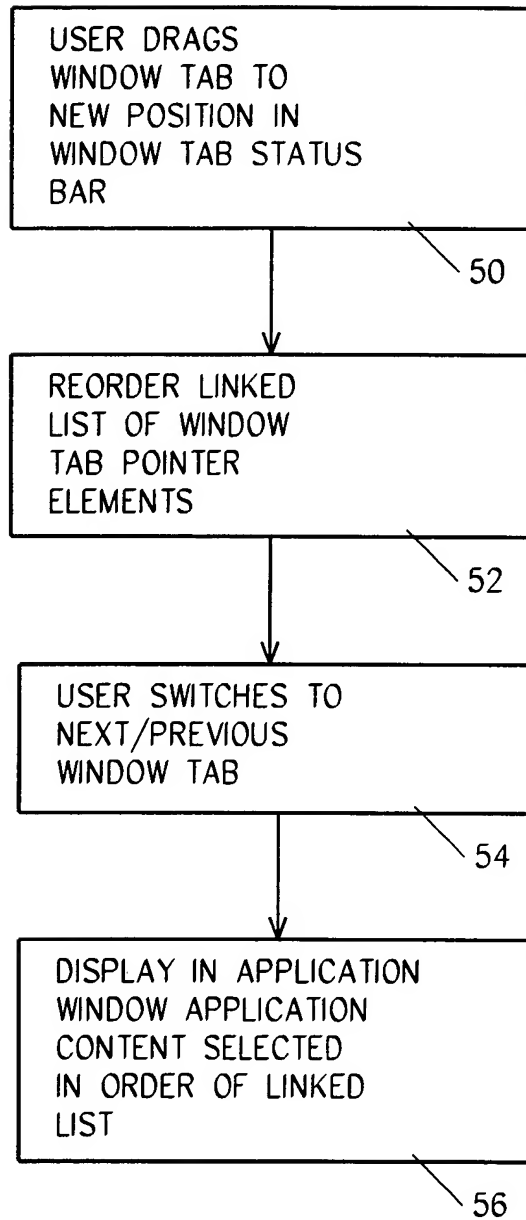 USER DRAGS
WINDOW TAB TO
NEW POSITION IN
WINDOW TAB STATUS
BAR
50
REORDER LINKED
LIST OF WINDOW
TAB POINTER
ELEMENTS
52
USER SWITCHES TO
NEXT/PREVIOUS
WINDOW TAB
54
DISPLAY IN APPLICATION
WINDOW APPLICATION
CONTENT SELECTED
IN ORDER OF LINKED
LIST
56